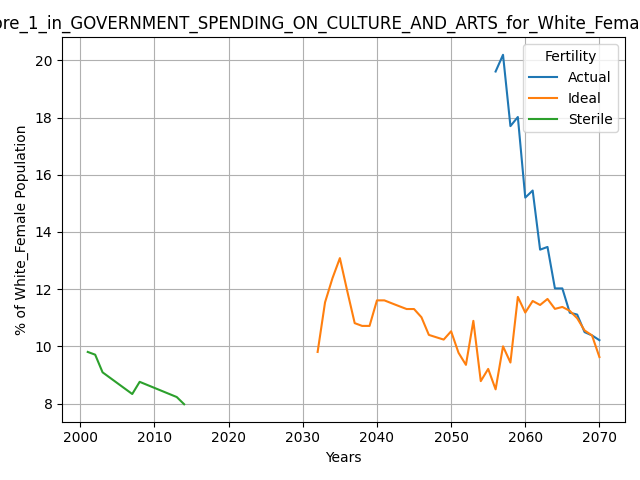 ore_1_in_GOVERNMENT_SPENDING_ON_CULTURE_AND_ARTS_for_White_Fema
Fertility
Actual
Ideal
Sterile
% of White_Female Population
20
18
16
14
12
10
8
2000 2010 2020 2030 2040 2050 2060 2070
Years